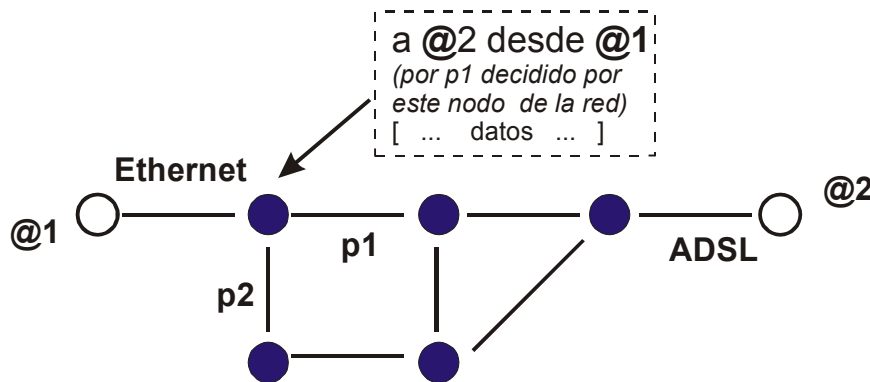 a @2 desde @1
(por p1 decidido por
este nodo de la red)
[ ... datos ... ]
Ethernet
@1
@2
p1
ADSL
p2